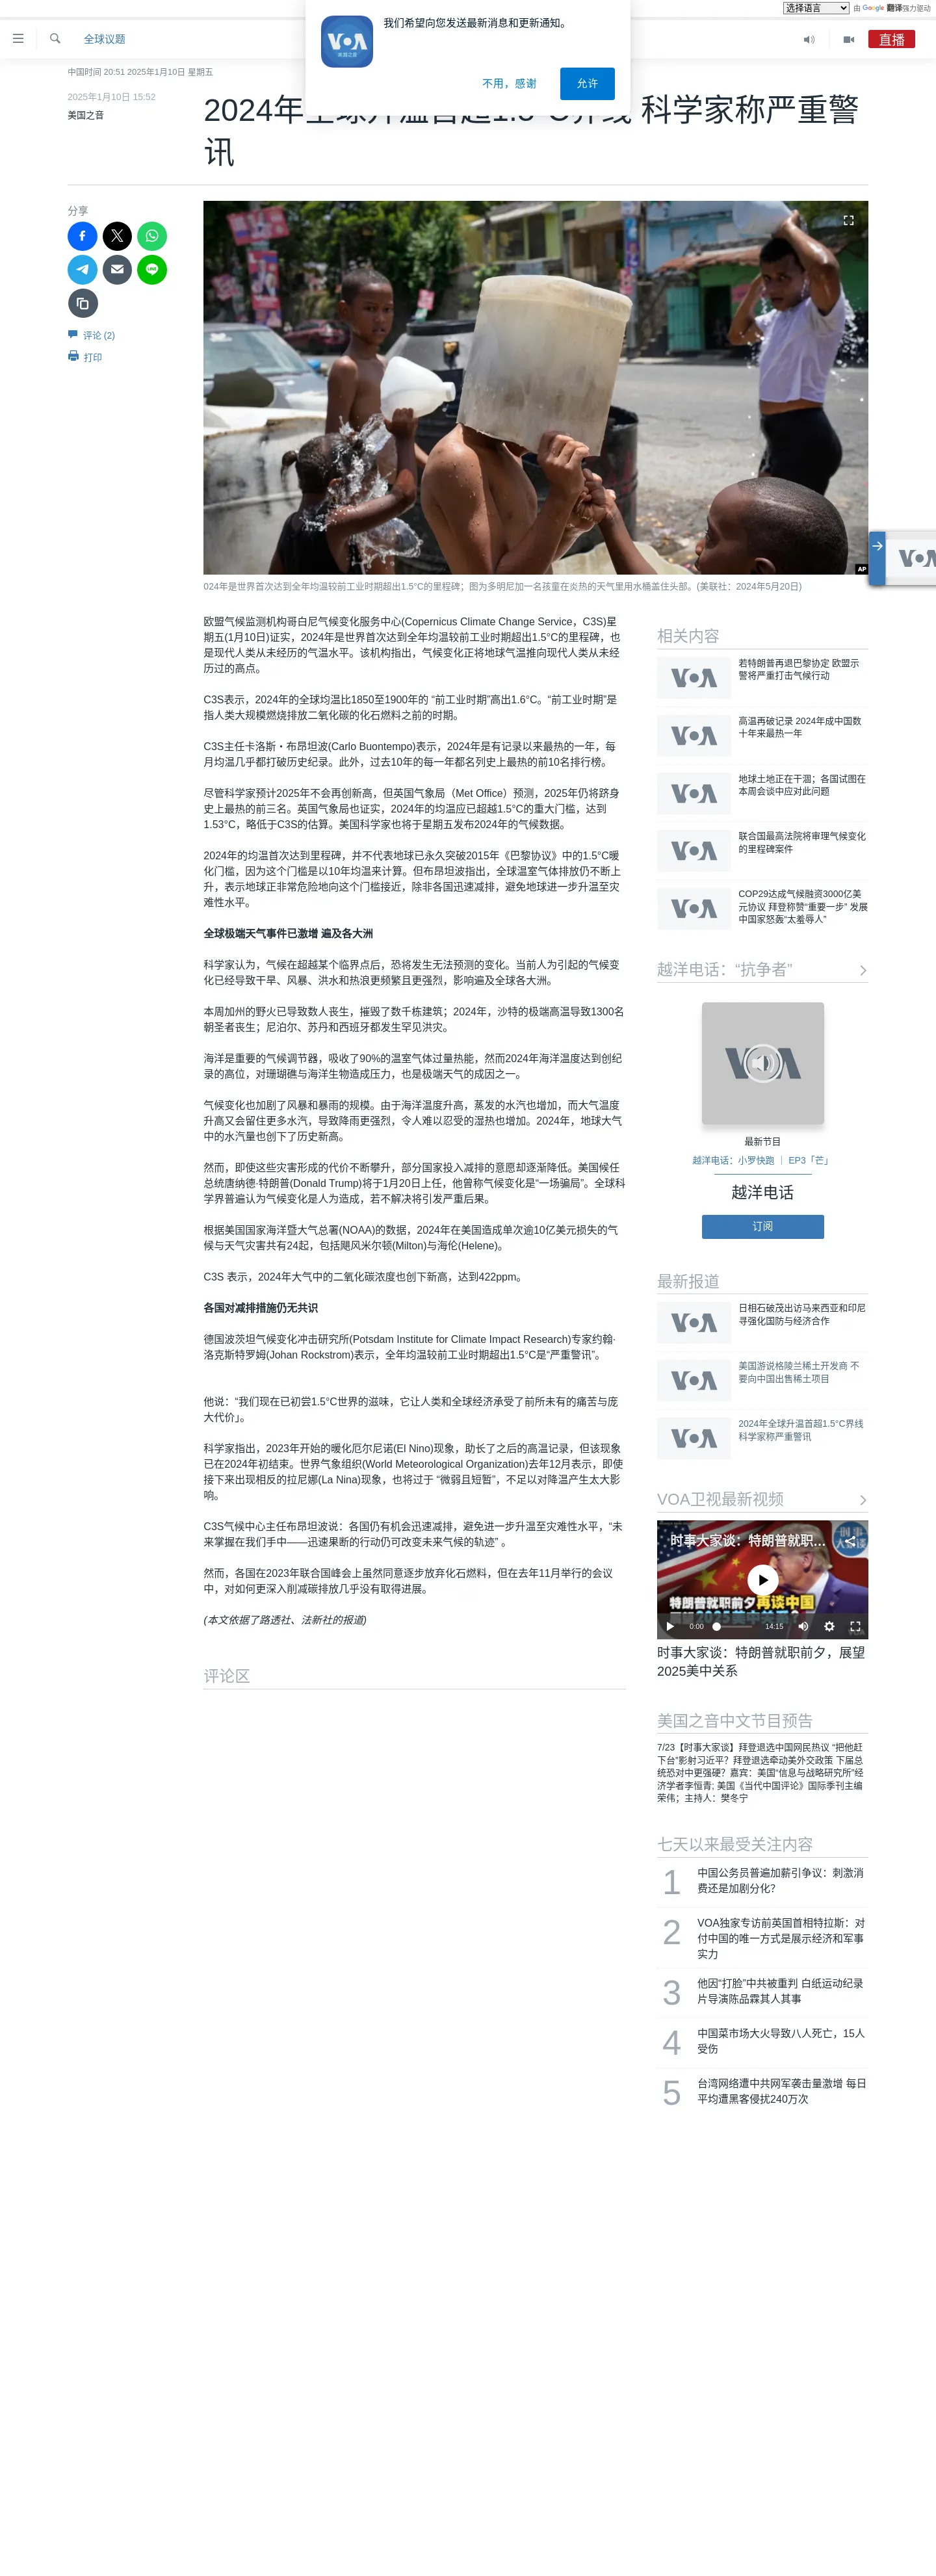 选择语言
由 Google 翻译强力驱动
我们希望向您发送最新消息和更新通知。
VOA
美国之音
不用，感谢
允许
全球议题
直播
中国时间 20:51 2025年1月10日 星期五
2025年1月10日 15:52
美国之音
2024年全球升温首超1.5°C界线 科学家称严重警
讯
分享
评论 (2)
打印
AP
024年是世界首次达到全年均温较前工业时期超出1.5°C的里程碑；图为多明尼加一名孩童在炎热的天气里用水桶盖住头部。(美联社：2024年5月20日)
欧盟气候监测机构哥白尼气候变化服务中心(Copernicus Climate Change Service，C3S)星
期五(1月10日)证实，2024年是世界首次达到全年均温较前工业时期超出1.5°C的里程碑，也
是现代人类从未经历的气温水平。该机构指出，气候变化正将地球气温推向现代人类从未经
历过的高点。
C3S表示，2024年的全球均温比1850至1900年的 “前工业时期”高出1.6°C。“前工业时期”是
指人类大规模燃烧排放二氧化碳的化石燃料之前的时期。
C3S主任卡洛斯・布昂坦波(Carlo Buontempo)表示，2024年是有记录以来最热的一年，每
月均温几乎都打破历史纪录。此外，过去10年的每一年都名列史上最热的前10名排行榜。
尽管科学家预计2025年不会再创新高，但英国气象局（Met Office）预测，2025年仍将跻身
史上最热的前三名。英国气象局也证实，2024年的均温应已超越1.5°C的重大门槛，达到
1.53°C，略低于C3S的估算。美国科学家也将于星期五发布2024年的气候数据。
2024年的均温首次达到里程碑，并不代表地球已永久突破2015年《巴黎协议》中的1.5°C暖
化门槛，因为这个门槛是以10年均温来计算。但布昂坦波指出，全球温室气体排放仍不断上
升，表示地球正非常危险地向这个门槛接近，除非各国迅速减排，避免地球进一步升温至灾
难性水平。
全球极端天气事件已激增 遍及各大洲
科学家认为，气候在超越某个临界点后，恐将发生无法预测的变化。当前人为引起的气候变
化已经导致干旱、风暴、洪水和热浪更频繁且更强烈，影响遍及全球各大洲。
本周加州的野火已导致数人丧生，摧毁了数千栋建筑；2024年，沙特的极端高温导致1300名
朝圣者丧生；尼泊尔、苏丹和西班牙都发生罕见洪灾。
海洋是重要的气候调节器，吸收了90%的温室气体过量热能，然而2024年海洋温度达到创纪
录的高位，对珊瑚礁与海洋生物造成压力，也是极端天气的成因之一。
气候变化也加剧了风暴和暴雨的规模。由于海洋温度升高，蒸发的水汽也增加，而大气温度
升高又会留住更多水汽，导致降雨更强烈，令人难以忍受的湿热也增加。2024年，地球大气
中的水汽量也创下了历史新高。
然而，即使这些灾害形成的代价不断攀升，部分国家投入减排的意愿却逐渐降低。美国候任
总统唐纳德·特朗普(Donald Trump)将于1月20日上任，他曾称气候变化是“一场骗局”。全球科
学界普遍认为气候变化是人为造成，若不解决将引发严重后果。
根据美国国家海洋暨大气总署(NOAA)的数据，2024年在美国造成单次逾10亿美元损失的气
候与天气灾害共有24起，包括飓风米尔顿(Milton)与海伦(Helene)。
C3S 表示，2024年大气中的二氧化碳浓度也创下新高，达到422ppm。
各国对减排措施仍无共识
德国波茨坦气候变化冲击研究所(Potsdam Institute for Climate Impact Research)专家约翰·
洛克斯特罗姆(Johan Rockstrom)表示，全年均温较前工业时期超出1.5°C是“严重警讯”。
他说：“我们现在已初尝1.5°C世界的滋味，它让人类和全球经济承受了前所未有的痛苦与庞
大代价」。
科学家指出，2023年开始的暖化厄尔尼诺(El Nino)现象，助长了之后的高温记录，但该现象
已在2024年初结束。世界气象组织(World Meteorological Organization)去年12月表示，即使
接下来出现相反的拉尼娜(La Nina)现象，也将过于 “微弱且短暂”，不足以对降温产生太大影
响。
C3S气候中心主任布昂坦波说：各国仍有机会迅速减排，避免进一步升温至灾难性水平，“未
来掌握在我们手中——迅速果断的行动仍可改变未来气候的轨迹” 。
然而，各国在2023年联合国峰会上虽然同意逐步放弃化石燃料，但在去年11月举行的会议
中，对如何更深入削减碳排放几乎没有取得进展。
(本文依据了路透社、法新社的报道)
评论区
相关内容
VOA
若特朗普再退巴黎协定 欧盟示
警将严重打击气候行动
VOA
高温再破记录 2024年成中国数
十年来最热一年
VOA
地球土地正在干涸；各国试图在
本周会谈中应对此问题
VOA
联合国最高法院将审理气候变化
的里程碑案件
VOA
COP29达成气候融资3000亿美
元协议 拜登称赞“重要一步” 发展
中国家怒轰“太羞辱人”
越洋电话：“抗争者”
VOA
最新节目
越洋电话：小罗快跑 ｜ EP3「芒」
越洋电话
订阅
最新报道
VOA
日相石破茂出访马来西亚和印尼
寻强化国防与经济合作
VOA
美国游说格陵兰稀土开发商 不
要向中国出售稀土项目
VOA
2024年全球升温首超1.5°C界线
科学家称严重警讯
VOA卫视最新视频
时事大家谈：特朗普就职...
特朗普就职前夕再谈中国
0:00
14:15
时事大家谈：特朗普就职前夕，展望
2025美中关系
美国之音中文节目预告
7/23【时事大家谈】拜登退选中国网民热议 “把他赶
下台”影射习近平？拜登退选牵动美外交政策 下届总
统恐对中更强硬？嘉宾：美国“信息与战略研究所”经
济学者李恒青; 美国《当代中国评论》国际季刊主编
荣伟；主持人：樊冬宁
七天以来最受关注内容
1
中国公务员普遍加薪引争议：刺激消
费还是加剧分化？
2
VOA独家专访前英国首相特拉斯：对
付中国的唯一方式是展示经济和军事
实力
3
他因“打脸”中共被重判 白纸运动纪录
片导演陈品霖其人其事
4
中国菜市场大火导致八人死亡，15人
受伤
5
台湾网络遭中共网军袭击量激增 每日
平均遭黑客侵扰240万次